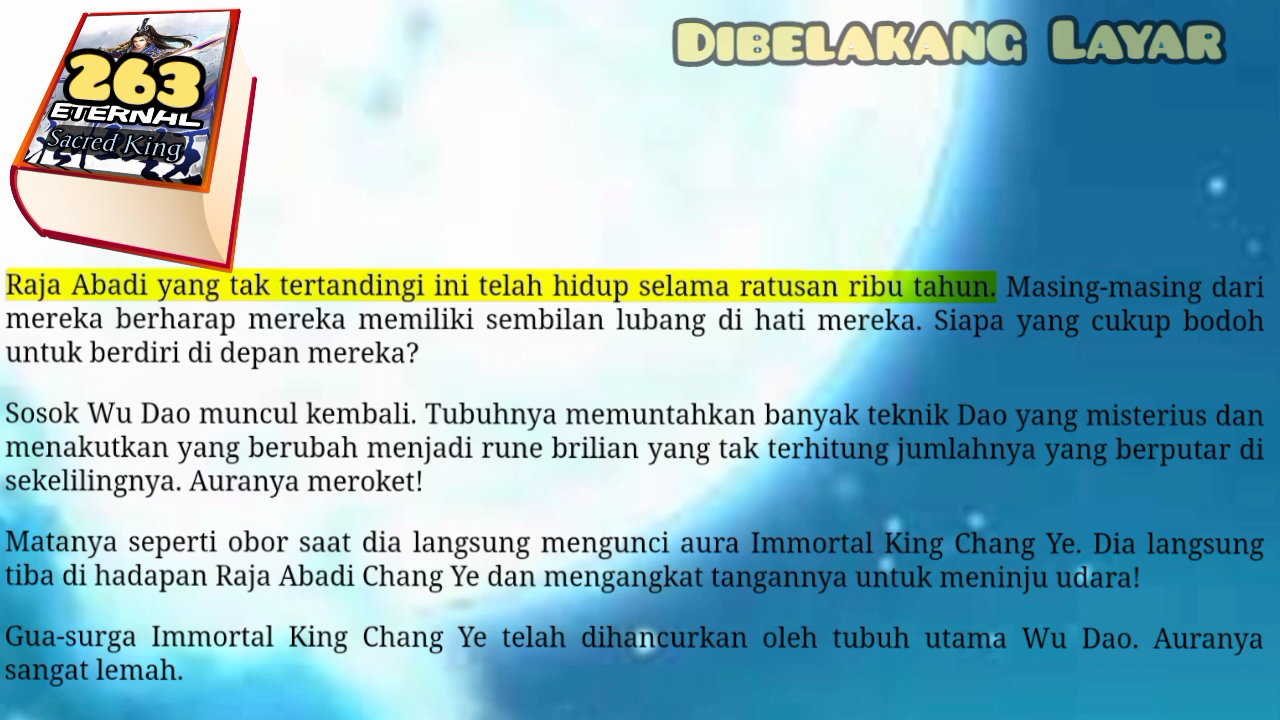 Dibelakang Layar
263
ETERNAL
Sacred King
Raja Abadi yang tak tertandingi ini telah hidup selama ratusan ribu tahun. Masing-masing dari
mereka berharap mereka memiliki sembilan lubang di hati mereka. Siapa yang cukup bodoh
untuk berdiri di depan mereka?
Sosok Wu Dao muncul kembali. Tubuhnya memuntahkan banyak teknik Dao yang misterius dan
menakutkan yang berubah menjadi rune brilian yang tak terhitung jumlahnya yang berputar di
sekelilingnya. Auranya meroket!
Matanya seperti obor saat dia langsung mengunci aura Immortal King Chang Ye. Dia langsung
tiba di hadapan Raja Abadi Chang Ye dan mengangkat tangannya untuk meninju udara!
Gua-surga Immortal King Chang Ye telah dihancurkan oleh tubuh utama Wu Dao. Auranya
sangat lemah.